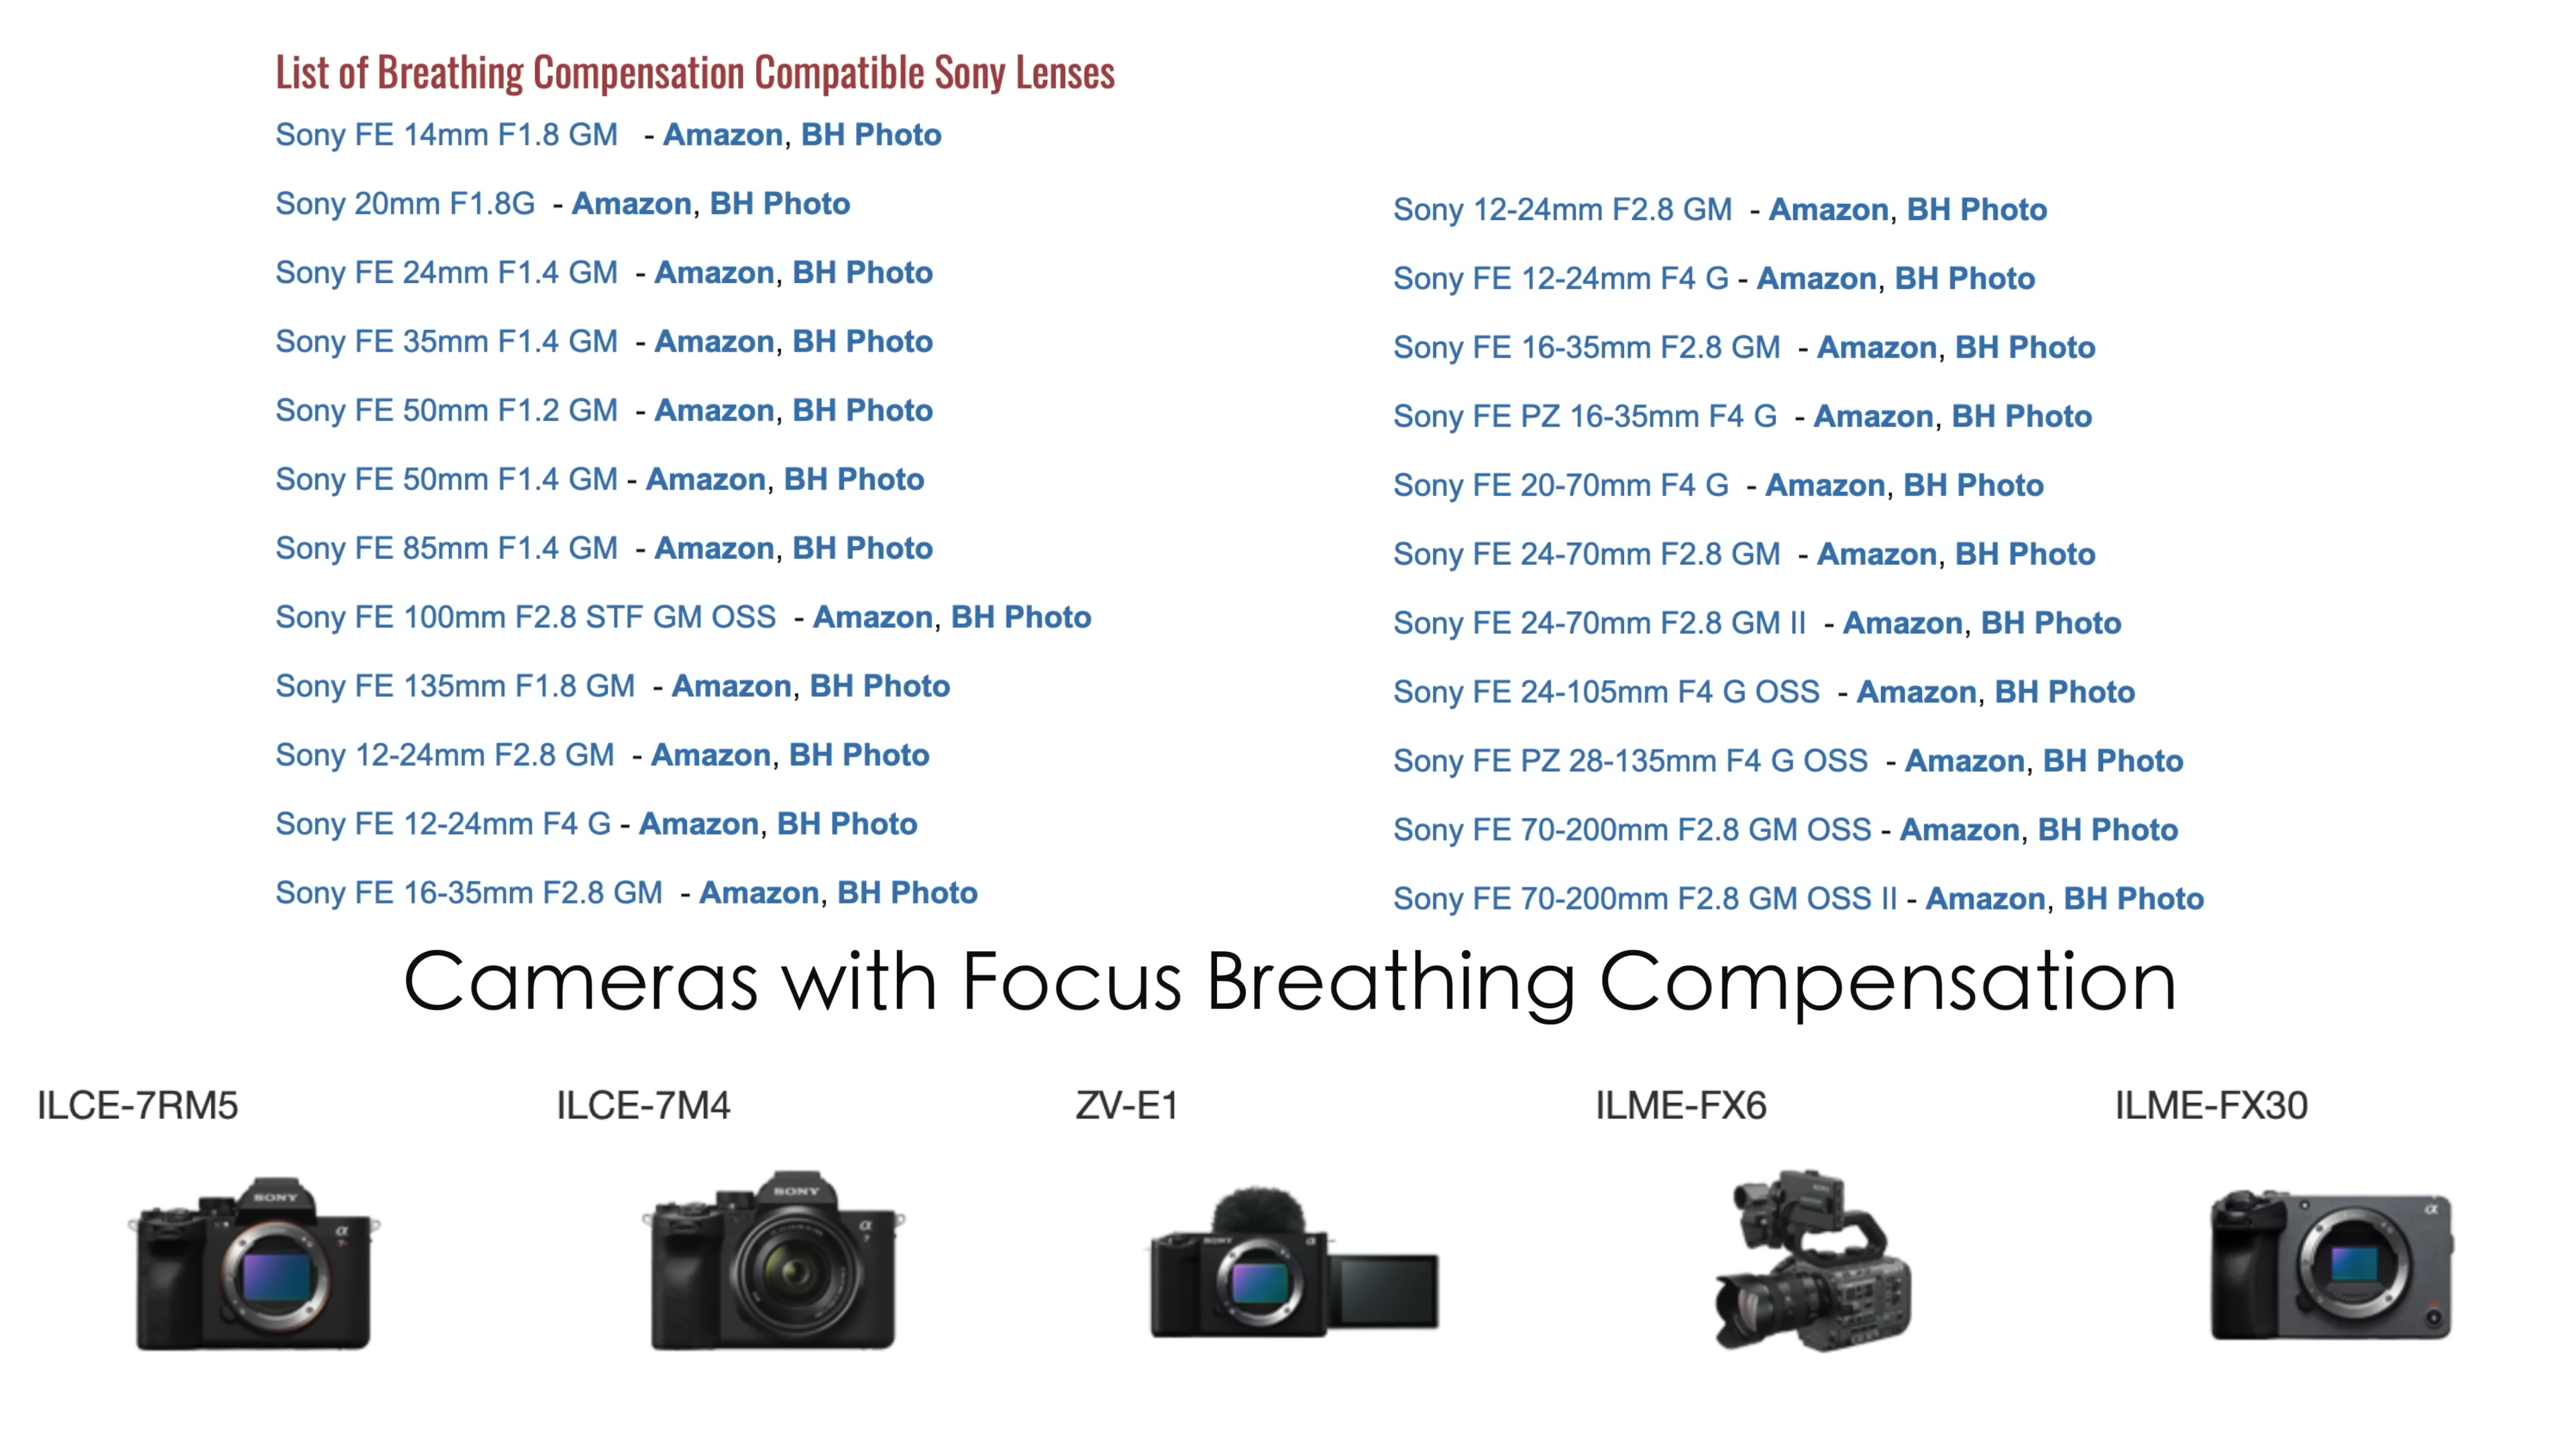 List of Breathing Compensation Compatible Sony Lenses
Sony FE 14mm F1.8 GM - Amazon, BH Photo
Sony 20mm F1.8G - Amazon, BH Photo
Sony FE 24mm F1.4 GM - Amazon, BH Photo
Sony FE 35mm F1.4 GM - Amazon, BH Photo
Sony FE 50mm F1.2 GM - Amazon, BH Photo
Sony FE 50mm F1.4 GM - Amazon, BH Photo
Sony FE 85mm F1.4 GM - Amazon, BH Photo
Sony FE 100mm F2.8 STF GM OSS - Amazon, BH Photo
Sony FE 135mm F1.8 GM - Amazon, BH Photo
Sony 12-24mm F2.8 GM - Amazon, BH Photo
Sony FE 12-24mm F4 G - Amazon, BH Photo
Sony FE 16-35mm F2.8 GM - Amazon, BH Photo
Sony 12-24mm F2.8 GM - Amazon, BH Photo
Sony FE 12-24mm F4 G - Amazon, BH Photo
Sony FE 16-35mm F2.8 GM - Amazon, BH Photo
Sony FE PZ 16-35mm F4 G - Amazon, BH Photo
Sony FE 20-70mm F4 G - Amazon, BH Photo
Sony FE 24-70mm F2.8 GM - Amazon, BH Photo
Sony FE 24-70mm F2.8 GM II - Amazon, BH Photo
Sony FE 24-105mm F4 G OSS - Amazon, BH Photo
Sony FE PZ 28-135mm F4 G OSS - Amazon, BH Photo
Sony FE 70-200mm F2.8 GM OSS - Amazon, BH Photo
Sony FE 70-200mm F2.8 GM OSS II - Amazon, BH Photo
Cameras with Focus Breathing Compensation
ILCE-7RM5
ILCE-7M4
ZV-E1
ILME-FX6
ILME-FX30
SONY
α
SONY
α
7
SONY
α
α